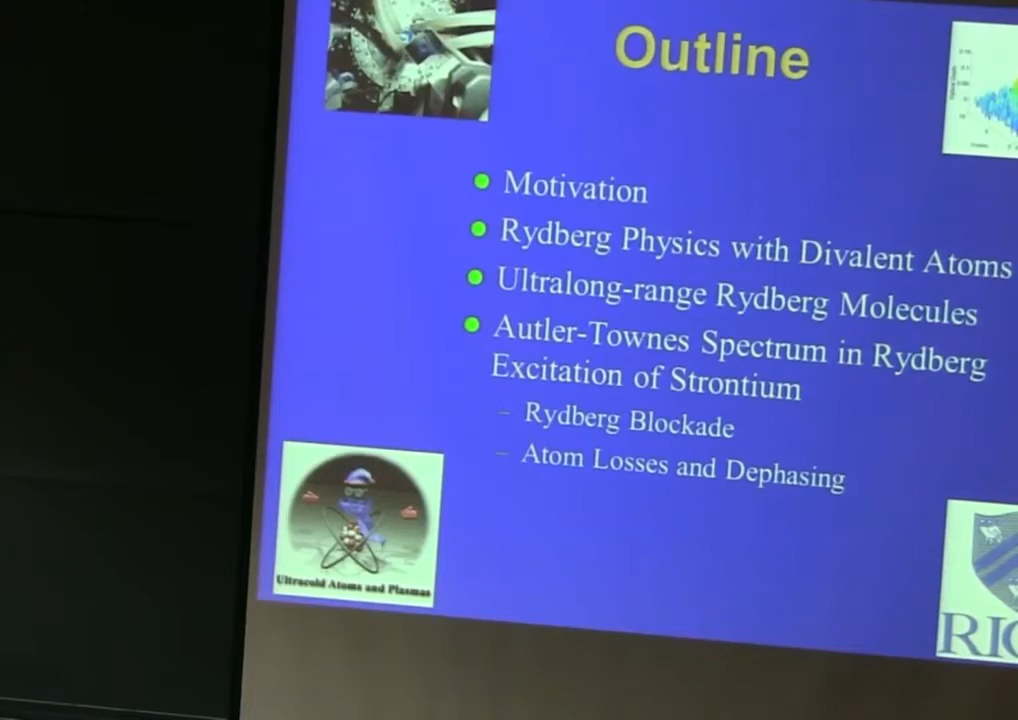 Outline
Motivation
Rydberg Physics with Divalent Atoms
Ultralong-range Rydberg Molecules
Autler-Townes Spectrum in Rydberg
Excitation of Strontium
– Rydberg Blockade
– Atom Losses and Dephasing
Ultracold Atoms and Plasmas